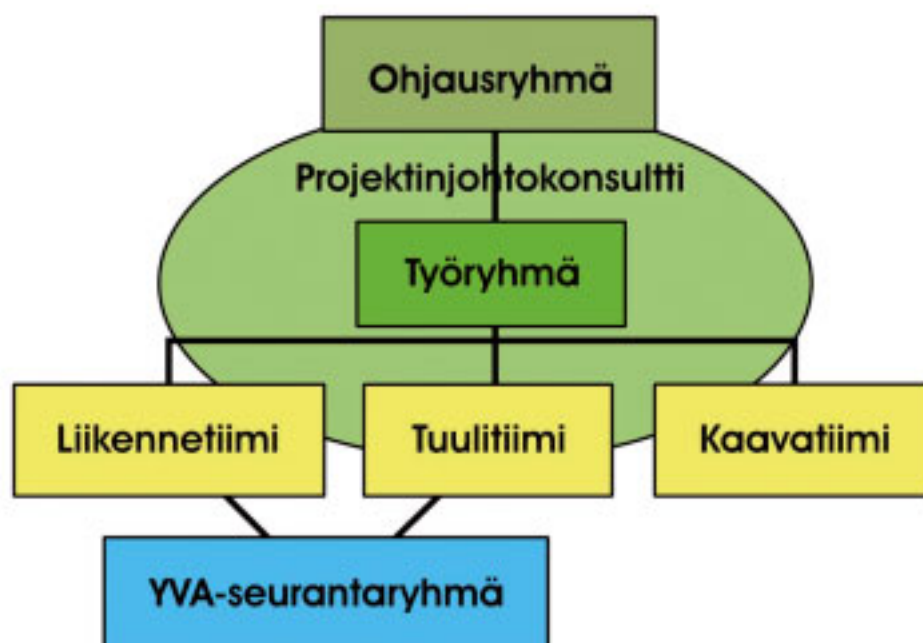 Ohjausryhmä
Projektinjohtokonsultti
Työryhmä
Liikennetiimi
Tuulitiimi
Kaavatiimi
YVA-seurantaryhmä